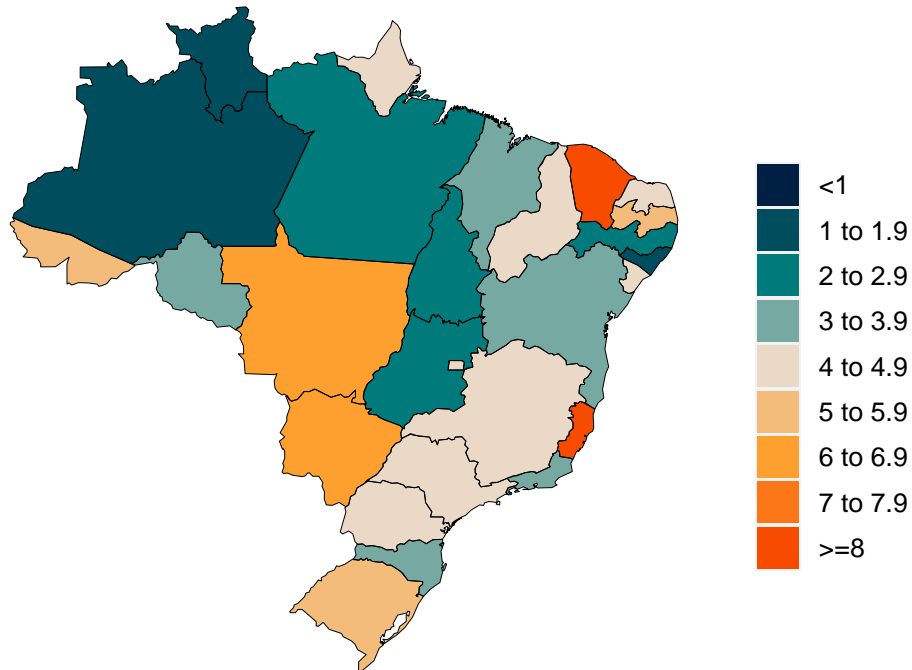 <1
1 to 1.9
2 to 2.9
3 to 3.9
4 to 4.9
5 to 5.9
6 to 6.9
7 to 7.9
>=8